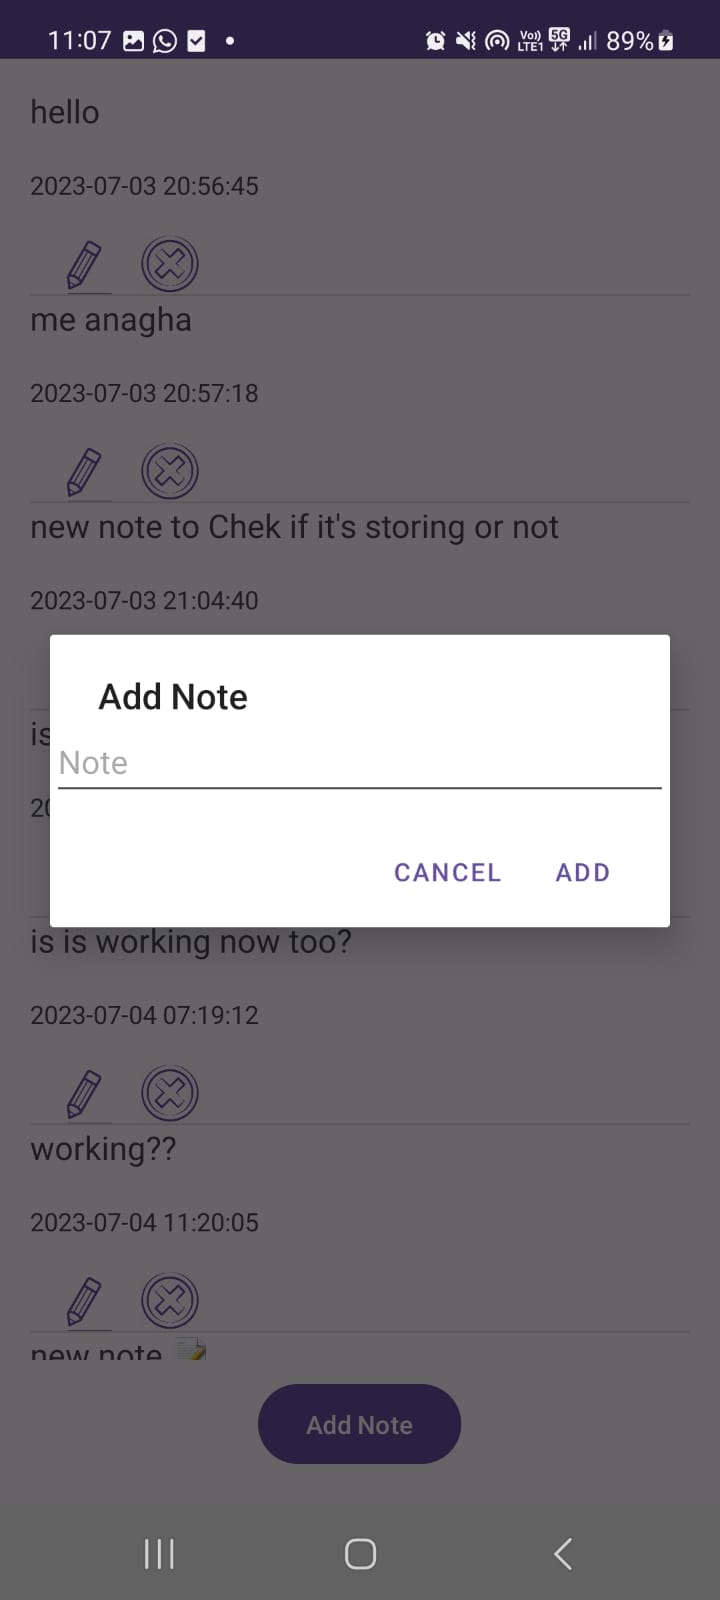 11:07 Vo)) LTE1 5G 89%
hello
2023-07-03 20:56:45
me anagha
2023-07-03 20:57:18
new note to Chek if it's storing or not
2023-07-03 21:04:40
Add Note
is
Note
20
CANCEL ADD
is is working now too?
2023-07-04 07:19:12
working??
2023-07-04 11:20:05
new note 📝
Add Note